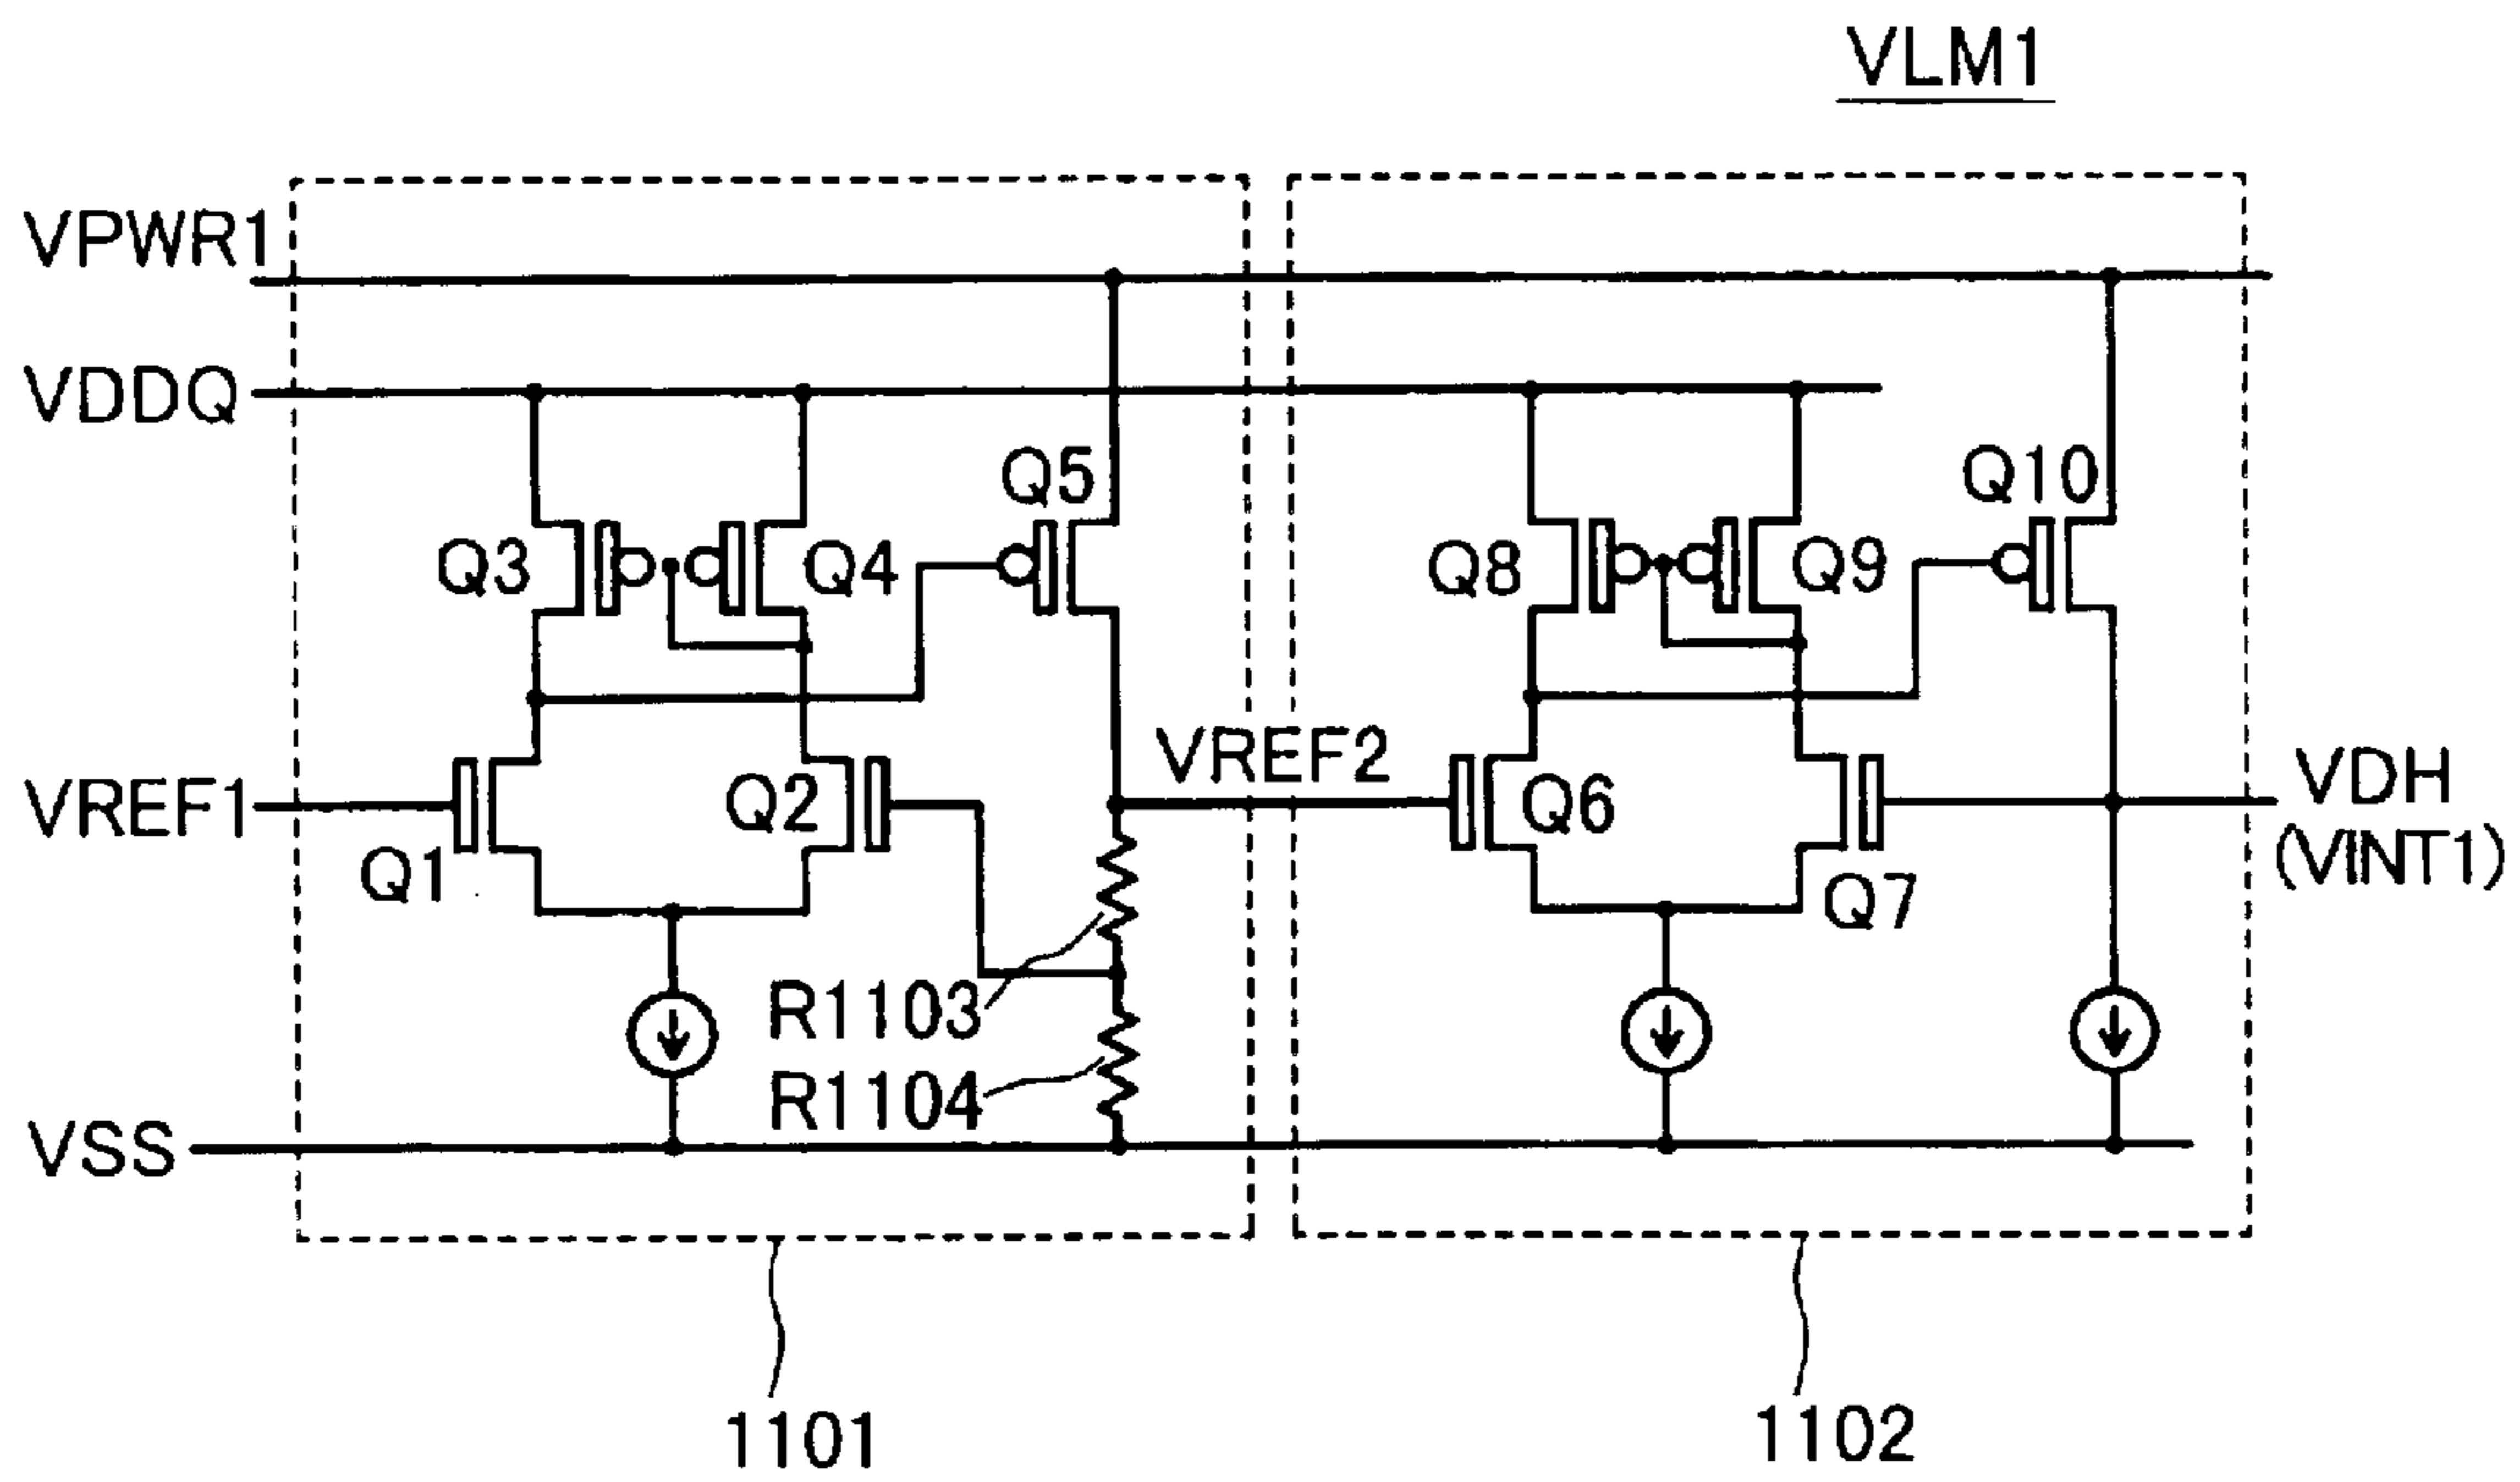 VLM1
VPWR1
VDDQ
Q5
Q10
Q3
Q4
Q8
Q9
VREF2
VREF1
Q1
Q2
Q6
Q7
VDH
(VINT1)
R1103
R1104
VSS
1101
1102